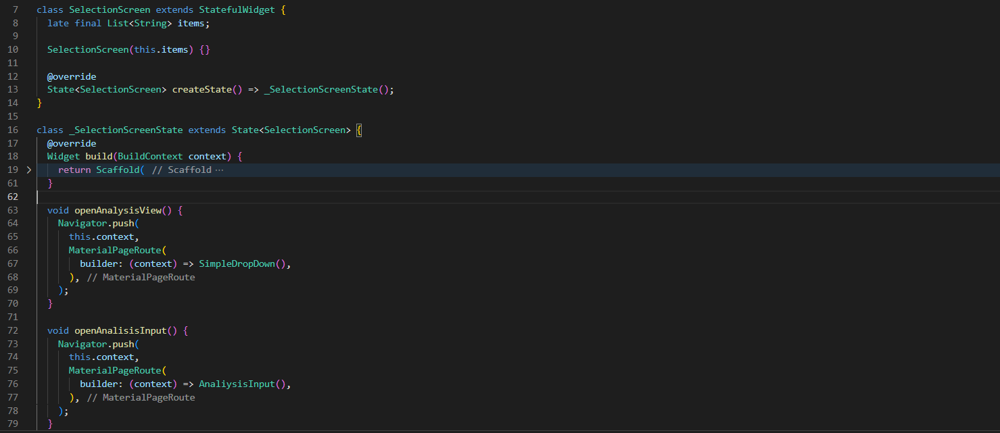 7 class SelectionScreen extends StatefulWidget {
8 late final List<String> items;
9
10 SelectionScreen(this.items) {}
11
12 @override
13 State<SelectionScreen> createState() => _SelectionScreenState();
14 }
15
16 class _SelectionScreenState extends State<SelectionScreen> {
17 @override
18 Widget build(BuildContext context) {
19 > return Scaffold( // Scaffold ⋯
61 }
62
63 void openAnalysisView() {
64 Navigator.push(
65 this.context,
66 MaterialPageRoute(
67 builder: (context) => SimpleDropDown(),
68 ), // MaterialPageRoute
69 );
70 }
71
72 void openAnalisisInput() {
73 Navigator.push(
74 this.context,
75 MaterialPageRoute(
76 builder: (context) => AnaliysisInput(),
77 ), // MaterialPageRoute
78 );
79 }